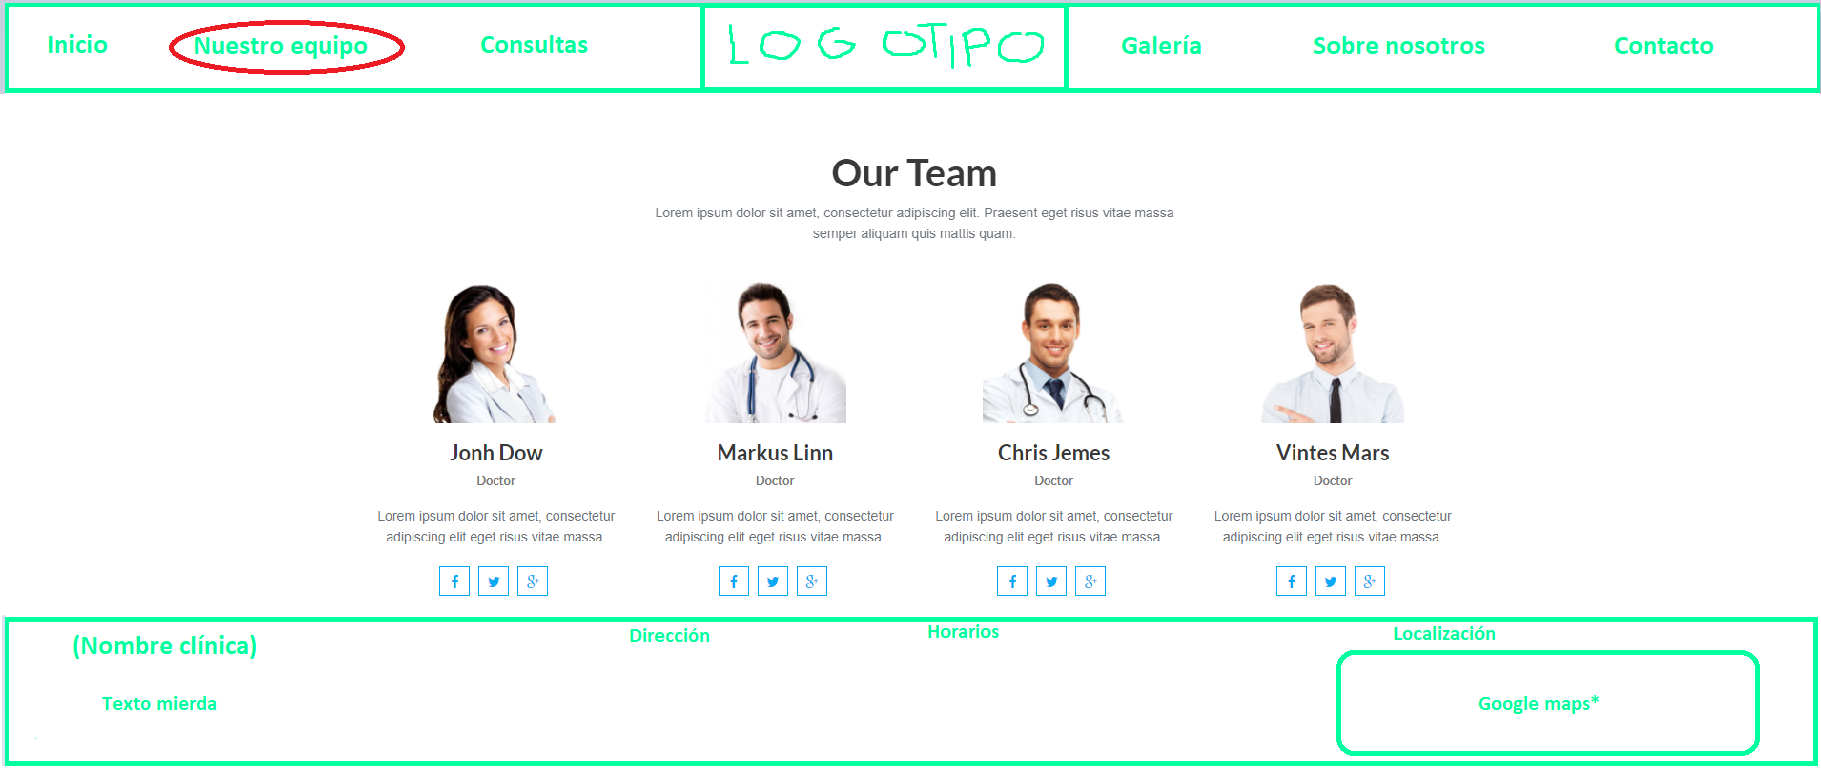 Inicio Nuestro equipo Consultas LOGOTIPO Galería Sobre nosotros Contacto
Our Team
Lorem ipsum dolor sit amet, consectetur adipiscing elit. Praesent eget risus vitae massa
semper aliquam quis mattis quam.
Jonh Dow
Doctor
Lorem ipsum dolor sit amet, consectetur
adipiscing elit eget risus vitae massa
f g+
Markus Linn
Doctor
Lorem ipsum dolor sit amet, consectetur
adipiscing elit eget risus vitae massa
f g+
Chris Jemes
Doctor
Lorem ipsum dolor sit amet, consectetur
adipiscing elit eget risus vitae massa
f g+
Vintes Mars
Doctor
Lorem ipsum dolor sit amet, consectetur
adipiscing elit eget risus vitae massa
f g+
(Nombre clínica)
Texto mierda
Dirección
Horarios
Localización
Google maps*